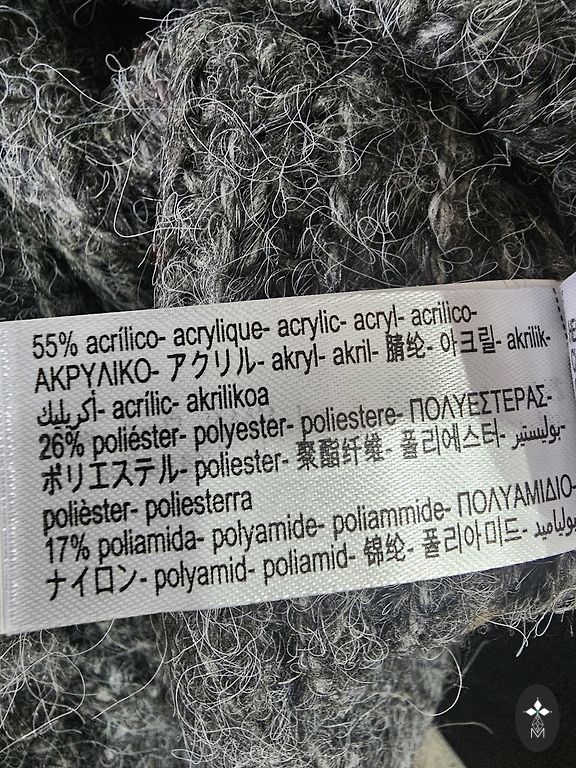 55% acrílico- acrylique- acrylic- acryl- acrilico-
ΑΚΡΥΛΙΚΟ- アクリル- akryl- akril- 腈纶- 아크릴- akrilik-
أكريليك- acrílic- akrilikoa
26% poliéster- polyester- poliestere- ΠΟΛΥΕΣΤΕΡΑΣ-
ポリエステル- poliester- 聚酯纤维- 폴리에스터- بوليستير-
polièster- poliesterra
17% poliamida- polyamide- poliammide- ΠΟΛΥΑΜΙΔΙΟ-
ナイロン- polyamid- poliamid- 锦纶- 폴리아미드-
M